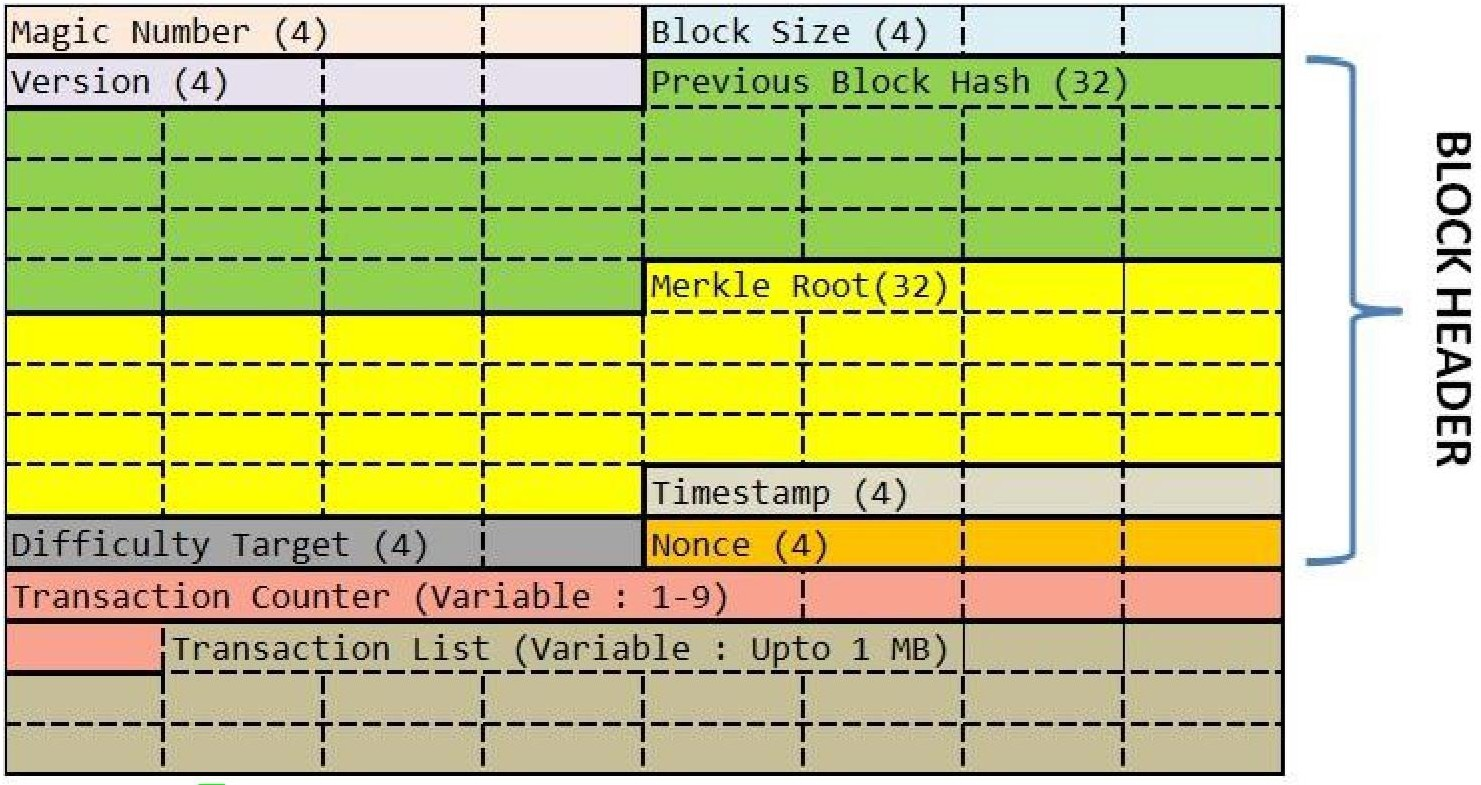 Magic Number (4)
Block Size (4)
Version (4)
Previous Block Hash (32)
Merkle Root(32)
Timestamp (4)
Difficulty Target (4)
Nonce (4)
Transaction Counter (Variable : 1-9)
Transaction List (Variable : Upto 1 MB)
BLOCK HEADER